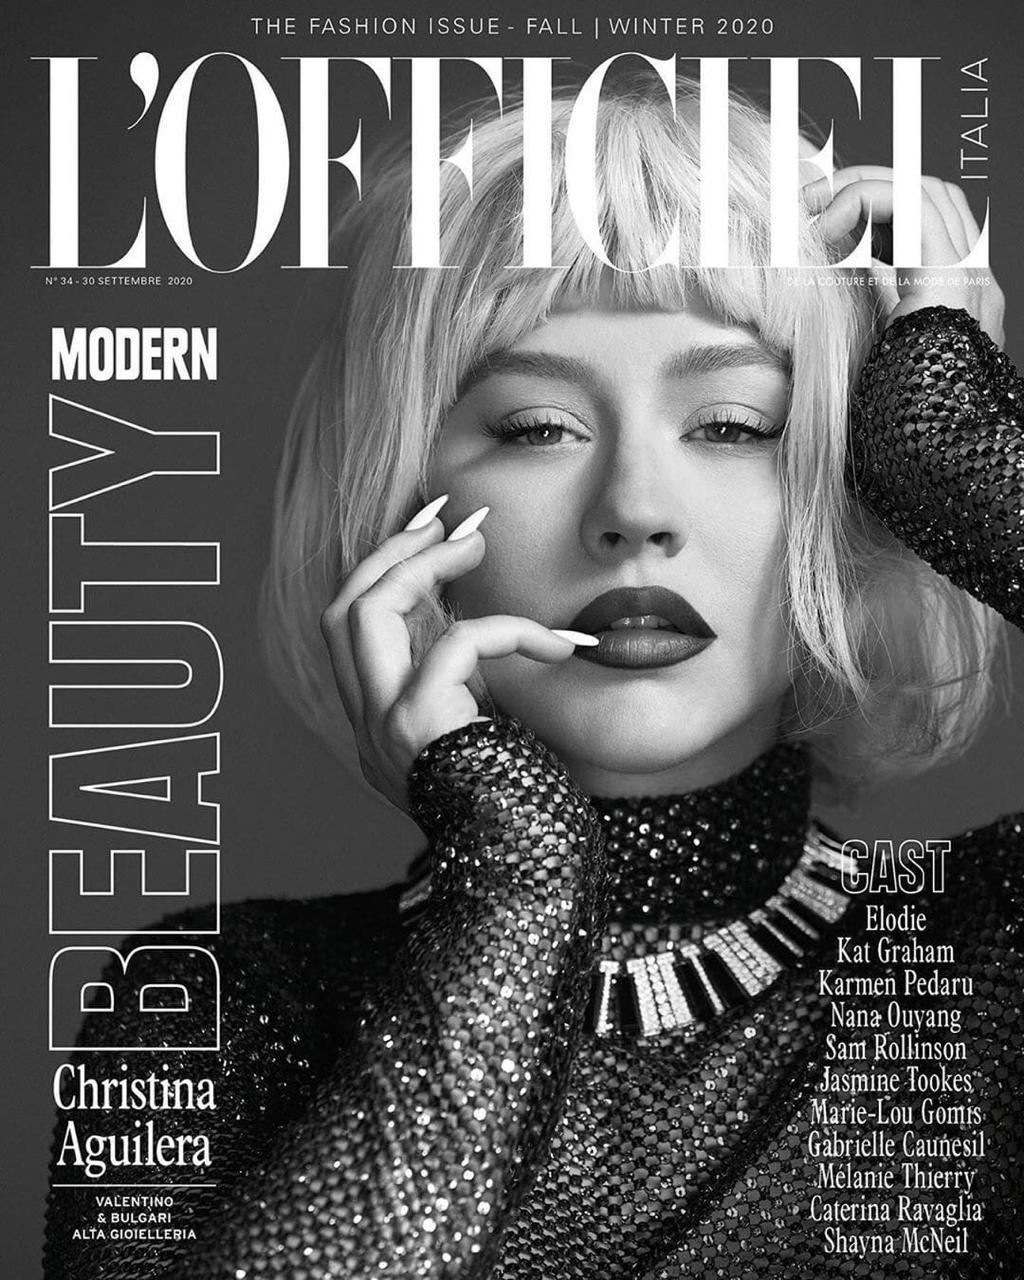 THE FASHION ISSUE - FALL | WINTER 2020
L'OFFICIEL
ITALIA
N° 34 - 30 SETTEMBRE 2020
DE LA COUTURE ET DE LA MODE DE PARIS
MODERN
BEAUTY
Christina
Aguilera
VALENTINO
& BULGARI
ALTA GIOIELLERIA
CAST
Elodie
Kat Graham
Karmen Pedaru
Nana Ouyang
Sam Rollinson
Jasmine Tookes
Marie-Lou Gomis
Gabrielle Caunesil
Mélanie Thierry
Caterina Ravaglia
Shayna McNeil